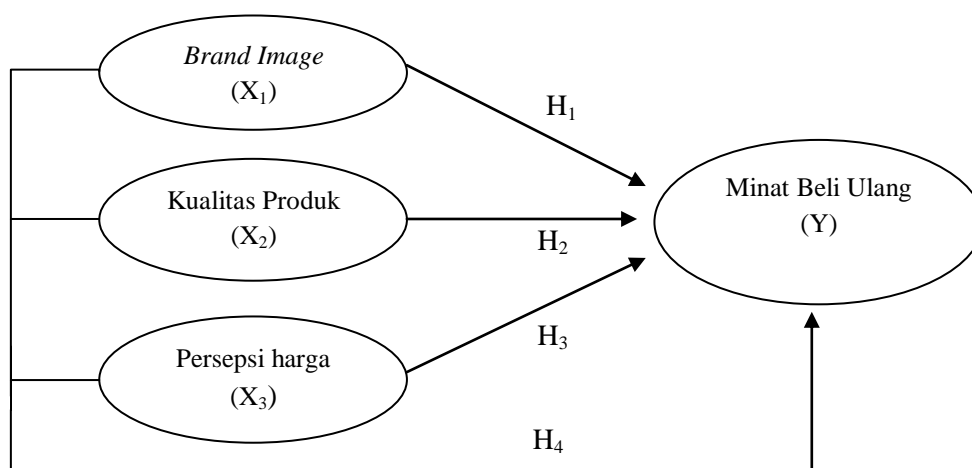 Brand Image
(X₁)
H₁
Kualitas Produk
(X₂)
H₂
Minat Beli Ulang
(Y)
Persepsi harga
(X₃)
H₃
H₄